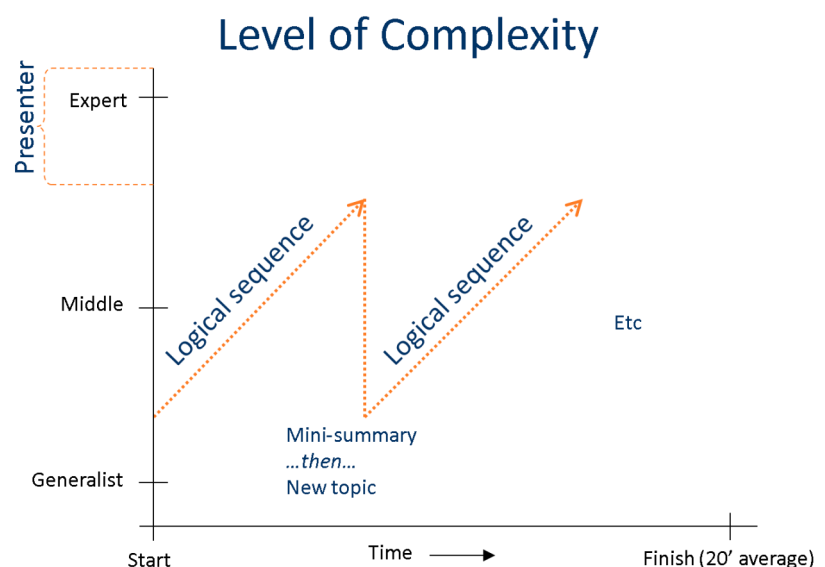 Level of Complexity
Presenter
Expert
Logical sequence
Logical sequence
Middle
Etc
Mini-summary
...then...
New topic
Generalist
Start
Time
Finish (20’ average)